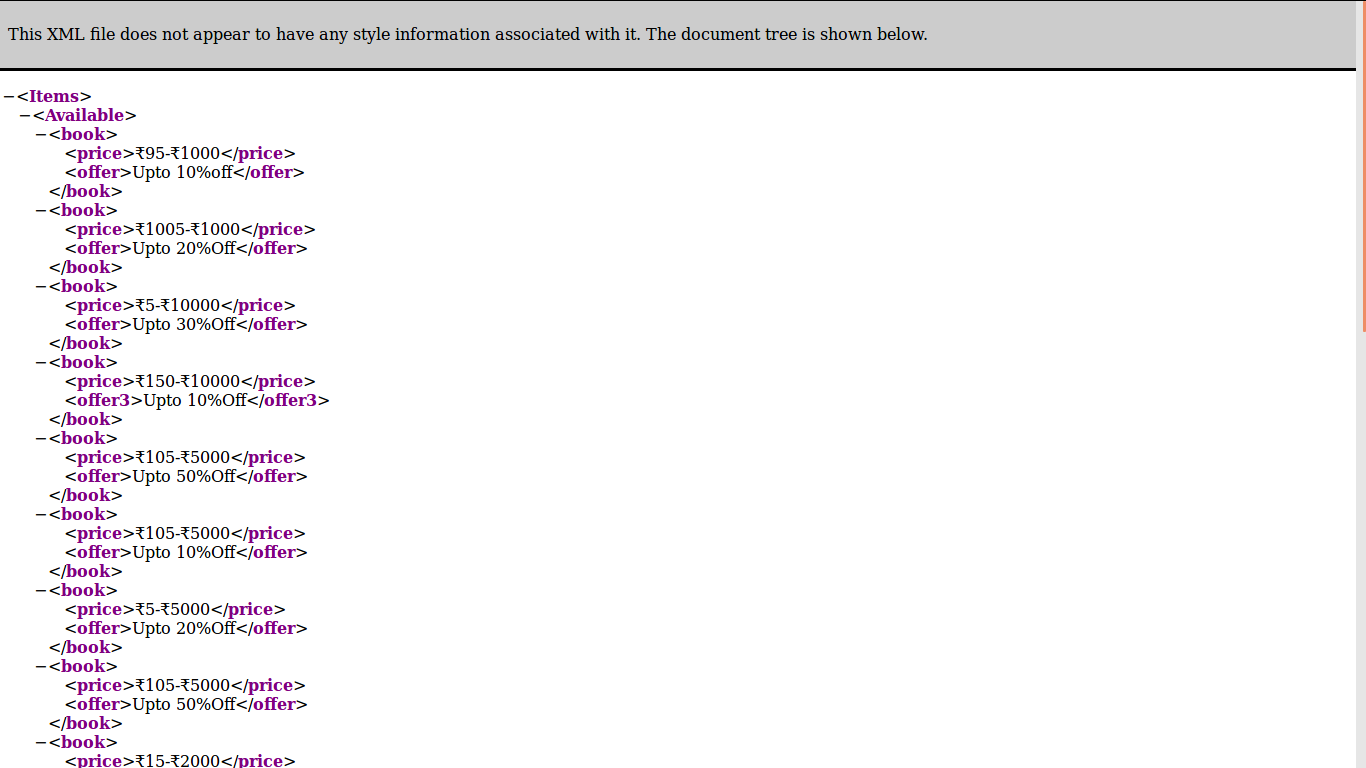 This XML file does not appear to have any style information associated with it. The document tree is shown below.
−<Items>
−<Available>
−<book>
<price>₹95-₹1000</price>
<offer>Upto 10%off</offer>
</book>
−<book>
<price>₹1005-₹1000</price>
<offer>Upto 20%Off</offer>
</book>
−<book>
<price>₹5-₹10000</price>
<offer>Upto 30%Off</offer>
</book>
−<book>
<price>₹150-₹10000</price>
<offer3>Upto 10%Off</offer3>
</book>
−<book>
<price>₹105-₹5000</price>
<offer>Upto 50%Off</offer>
</book>
−<book>
<price>₹105-₹5000</price>
<offer>Upto 10%Off</offer>
</book>
−<book>
<price>₹5-₹5000</price>
<offer>Upto 20%Off</offer>
</book>
−<book>
<price>₹105-₹5000</price>
<offer>Upto 50%Off</offer>
</book>
−<book>
<price>₹15-₹2000</price>